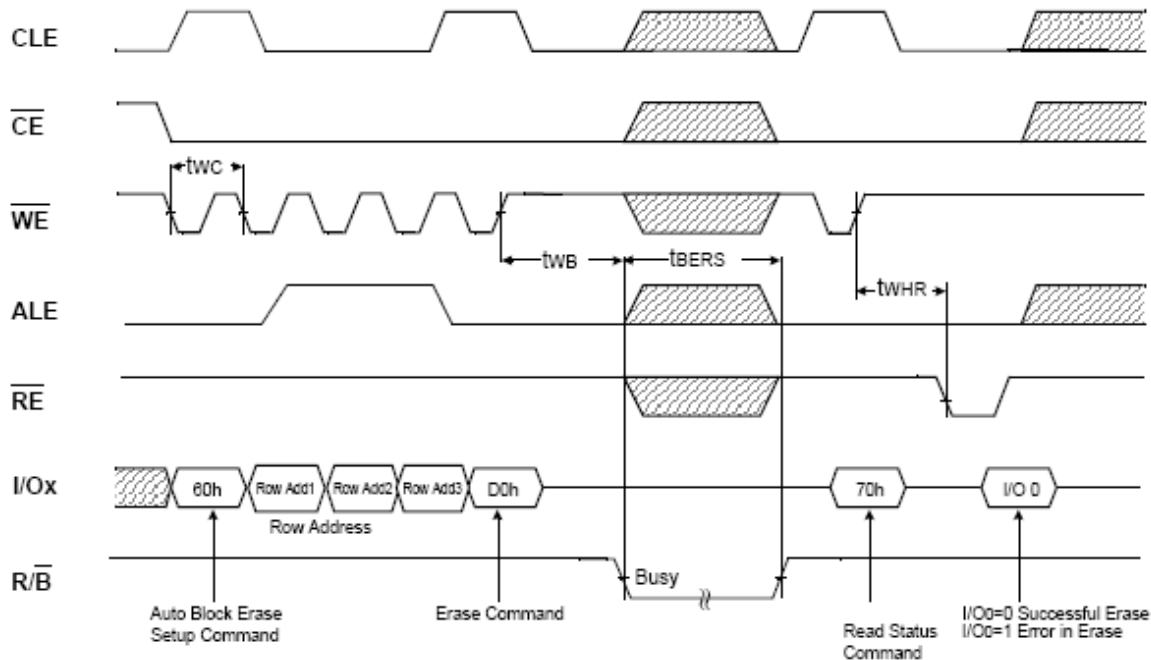 CLE
CE
tWC
WE
tWB
tBERS
tWHR
ALE
RE
I/Ox
60h
Row Add1
Row Add2
Row Add3
D0h
70h
I/O 0
Row Address
R/B
Busy
Auto Block Erase
Setup Command
Erase Command
Read Status
Command
I/O0=0 Successful Erase
I/O0=1 Error in Erase